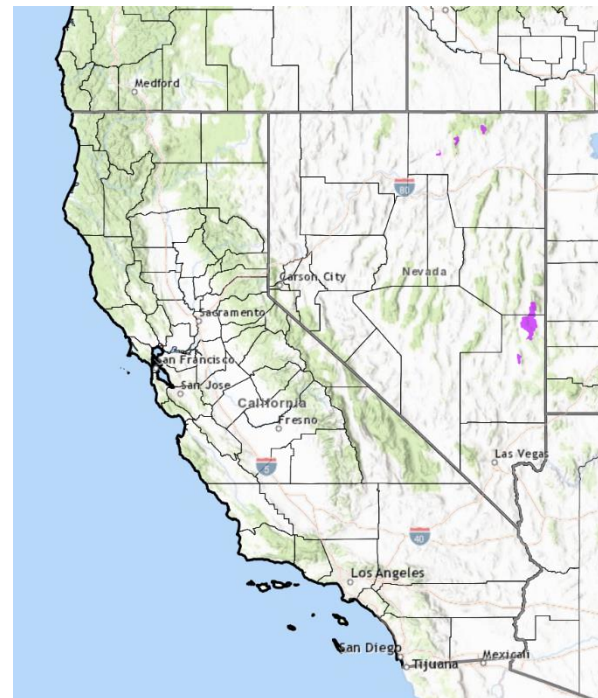 Medford
80
Carson City
Nevada
Sacramento
San Francisco
San Jose
California
Fresno
Las Vegas
5
40
Los Angeles
San Diego
Tijuana
Mexicali